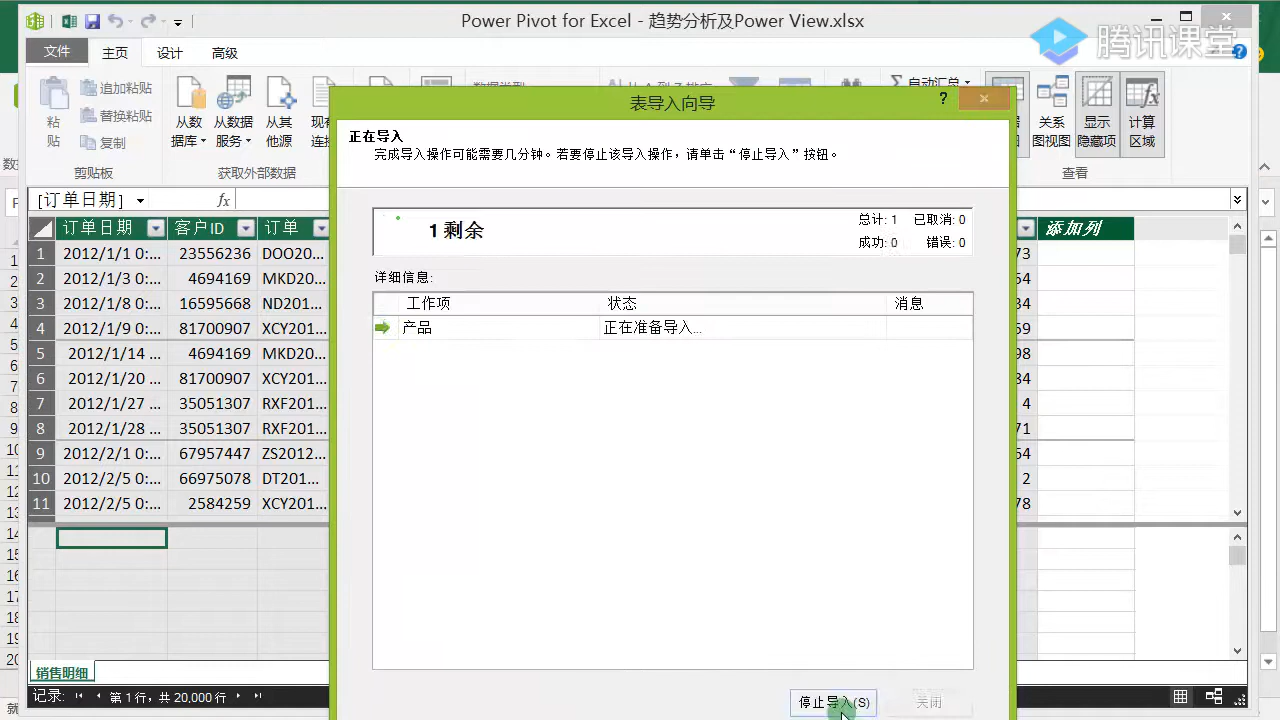 Power Pivot for Excel - 趋势分析及Power View.xlsx
腾讯课堂
文件 主页 设计 高级
粘贴
追加粘贴
替换粘贴
复制
剪贴板
从数据库
从数据服务
从其他源
获取外部数据
自动汇总
关系图视图
显示隐藏项
计算区域
查看
表导入向导
正在导入
完成导入操作可能需要几分钟。若要停止该导入操作，请单击“停止导入”按钮。
1 剩余
总计: 1 已取消: 0
成功: 0 错误: 0
详细信息:
工作项 状态 消息
产品 正在准备导入...
停止导入(S) 关闭
[订单日期] fx
订单日期 客户ID 订单 添加列
1 2012/1/1 0:... 23556236 DOO20... 73
2 2012/1/3 0:... 4694169 MKD20... 64
3 2012/1/8 0:... 16595668 ND201... 34
4 2012/1/9 0:... 81700907 XCY201... 59
5 2012/1/14 ... 4694169 MKD20... 98
6 2012/1/20 ... 81700907 XCY201... 34
7 2012/1/27 ... 35051307 RXF201... 4
8 2012/1/28 ... 35051307 RXF201... 71
9 2012/2/1 0:... 67957447 ZS2012... 64
10 2012/2/5 0:... 66975078 DT201... 2
11 2012/2/5 0:... 2584259 XCY201... 78
销售明细
记录: 第 1 行，共 20,000 行